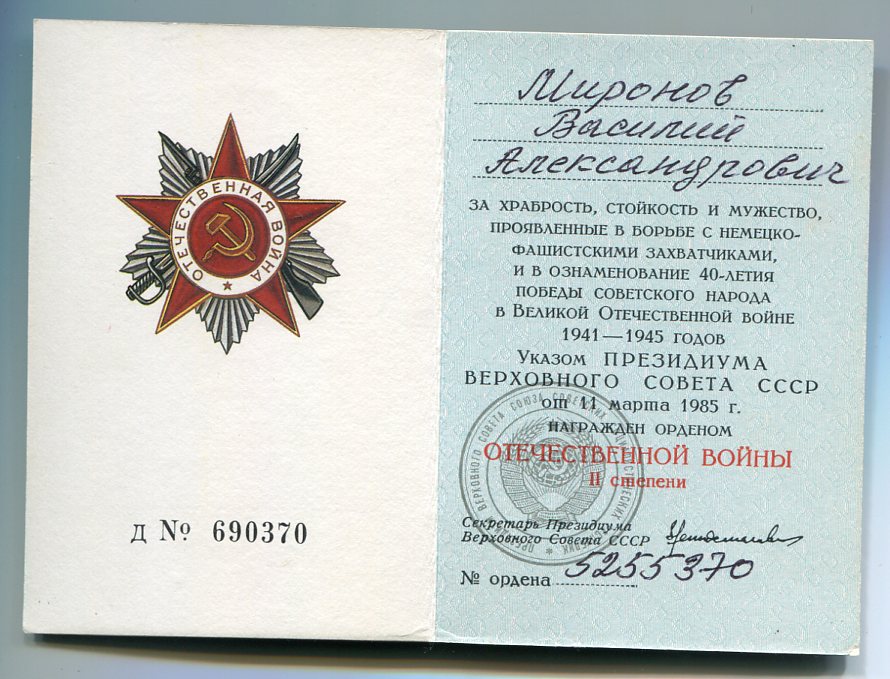 ОТЕЧЕСТВЕННАЯ ВОЙНА
Д № 690370
Миронов
Василий
Александрович
ЗА ХРАБРОСТЬ, СТОЙКОСТЬ И МУЖЕСТВО,
ПРОЯВЛЕННЫЕ В БОРЬБЕ С НЕМЕЦКО-
ФАШИСТСКИМИ ЗАХВАТЧИКАМИ,
И В ОЗНАМЕНОВАНИЕ 40-ЛЕТИЯ
ПОБЕДЫ СОВЕТСКОГО НАРОДА
В ВЕЛИКОЙ ОТЕЧЕСТВЕННОЙ ВОЙНЕ
1941—1945 ГОДОВ
УКАЗОМ ПРЕЗИДИУМА
ВЕРХОВНОГО СОВЕТА СССР
от 11 марта 1985 г.
НАГРАЖДЕН ОРДЕНОМ
ОТЕЧЕСТВЕННОЙ ВОЙНЫ
II степени
Секретарь Президиума
Верховного Совета СССР
№ ордена 5255370